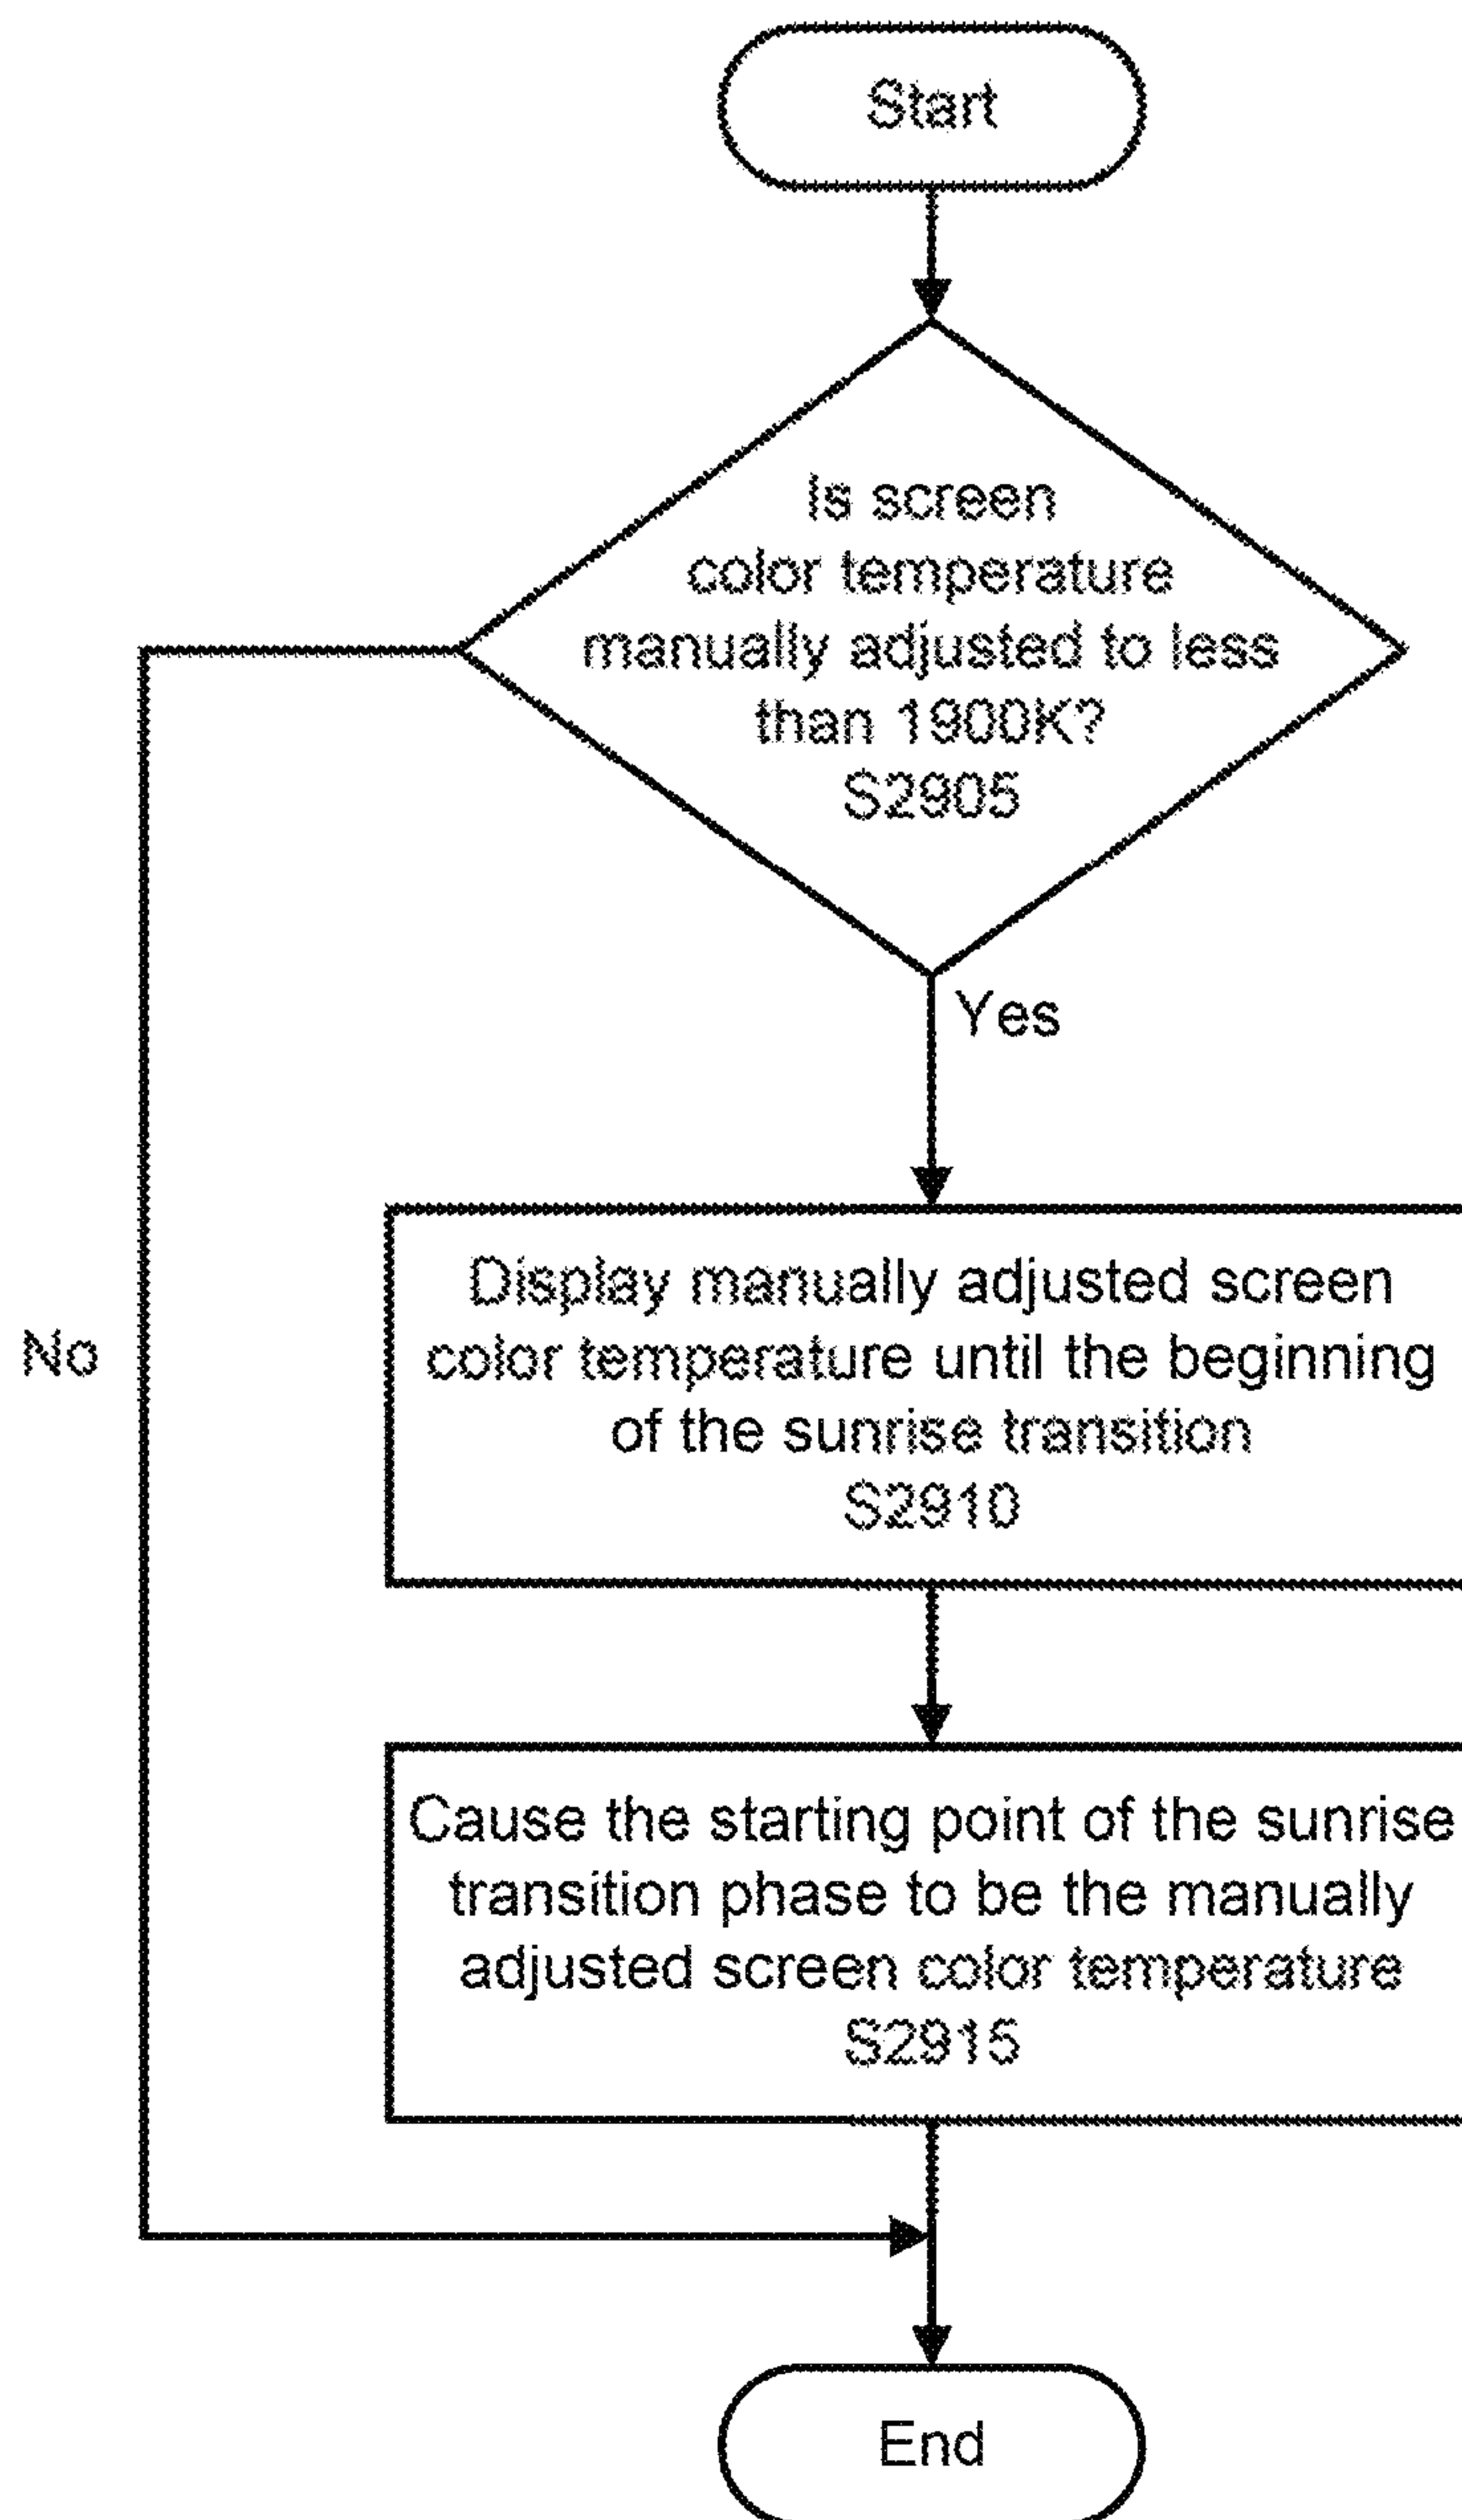 Start
Is screen
color temperature
manually adjusted to less
than 1900K?
S2905
Yes
No
Display manually adjusted screen
color temperature until the beginning
of the sunrise transition
S2910
Cause the starting point of the sunrise
transition phase to be the manually
adjusted screen color temperature
S2915
End